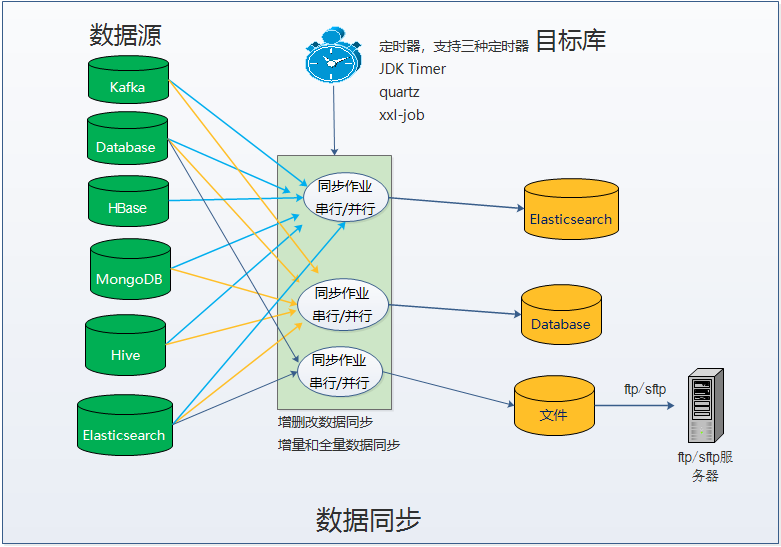 数据源
定时器，支持三种定时器
目标库
JDK Timer
quartz
xxl-job
Kafka
Database
HBase
MongoDB
Hive
Elasticsearch
同步作业
串行/并行
同步作业
串行/并行
同步作业
串行/并行
增删改数据同步
增量和全量数据同步
Elasticsearch
Database
文件
ftp/sftp
ftp/sftp服
务器
数据同步